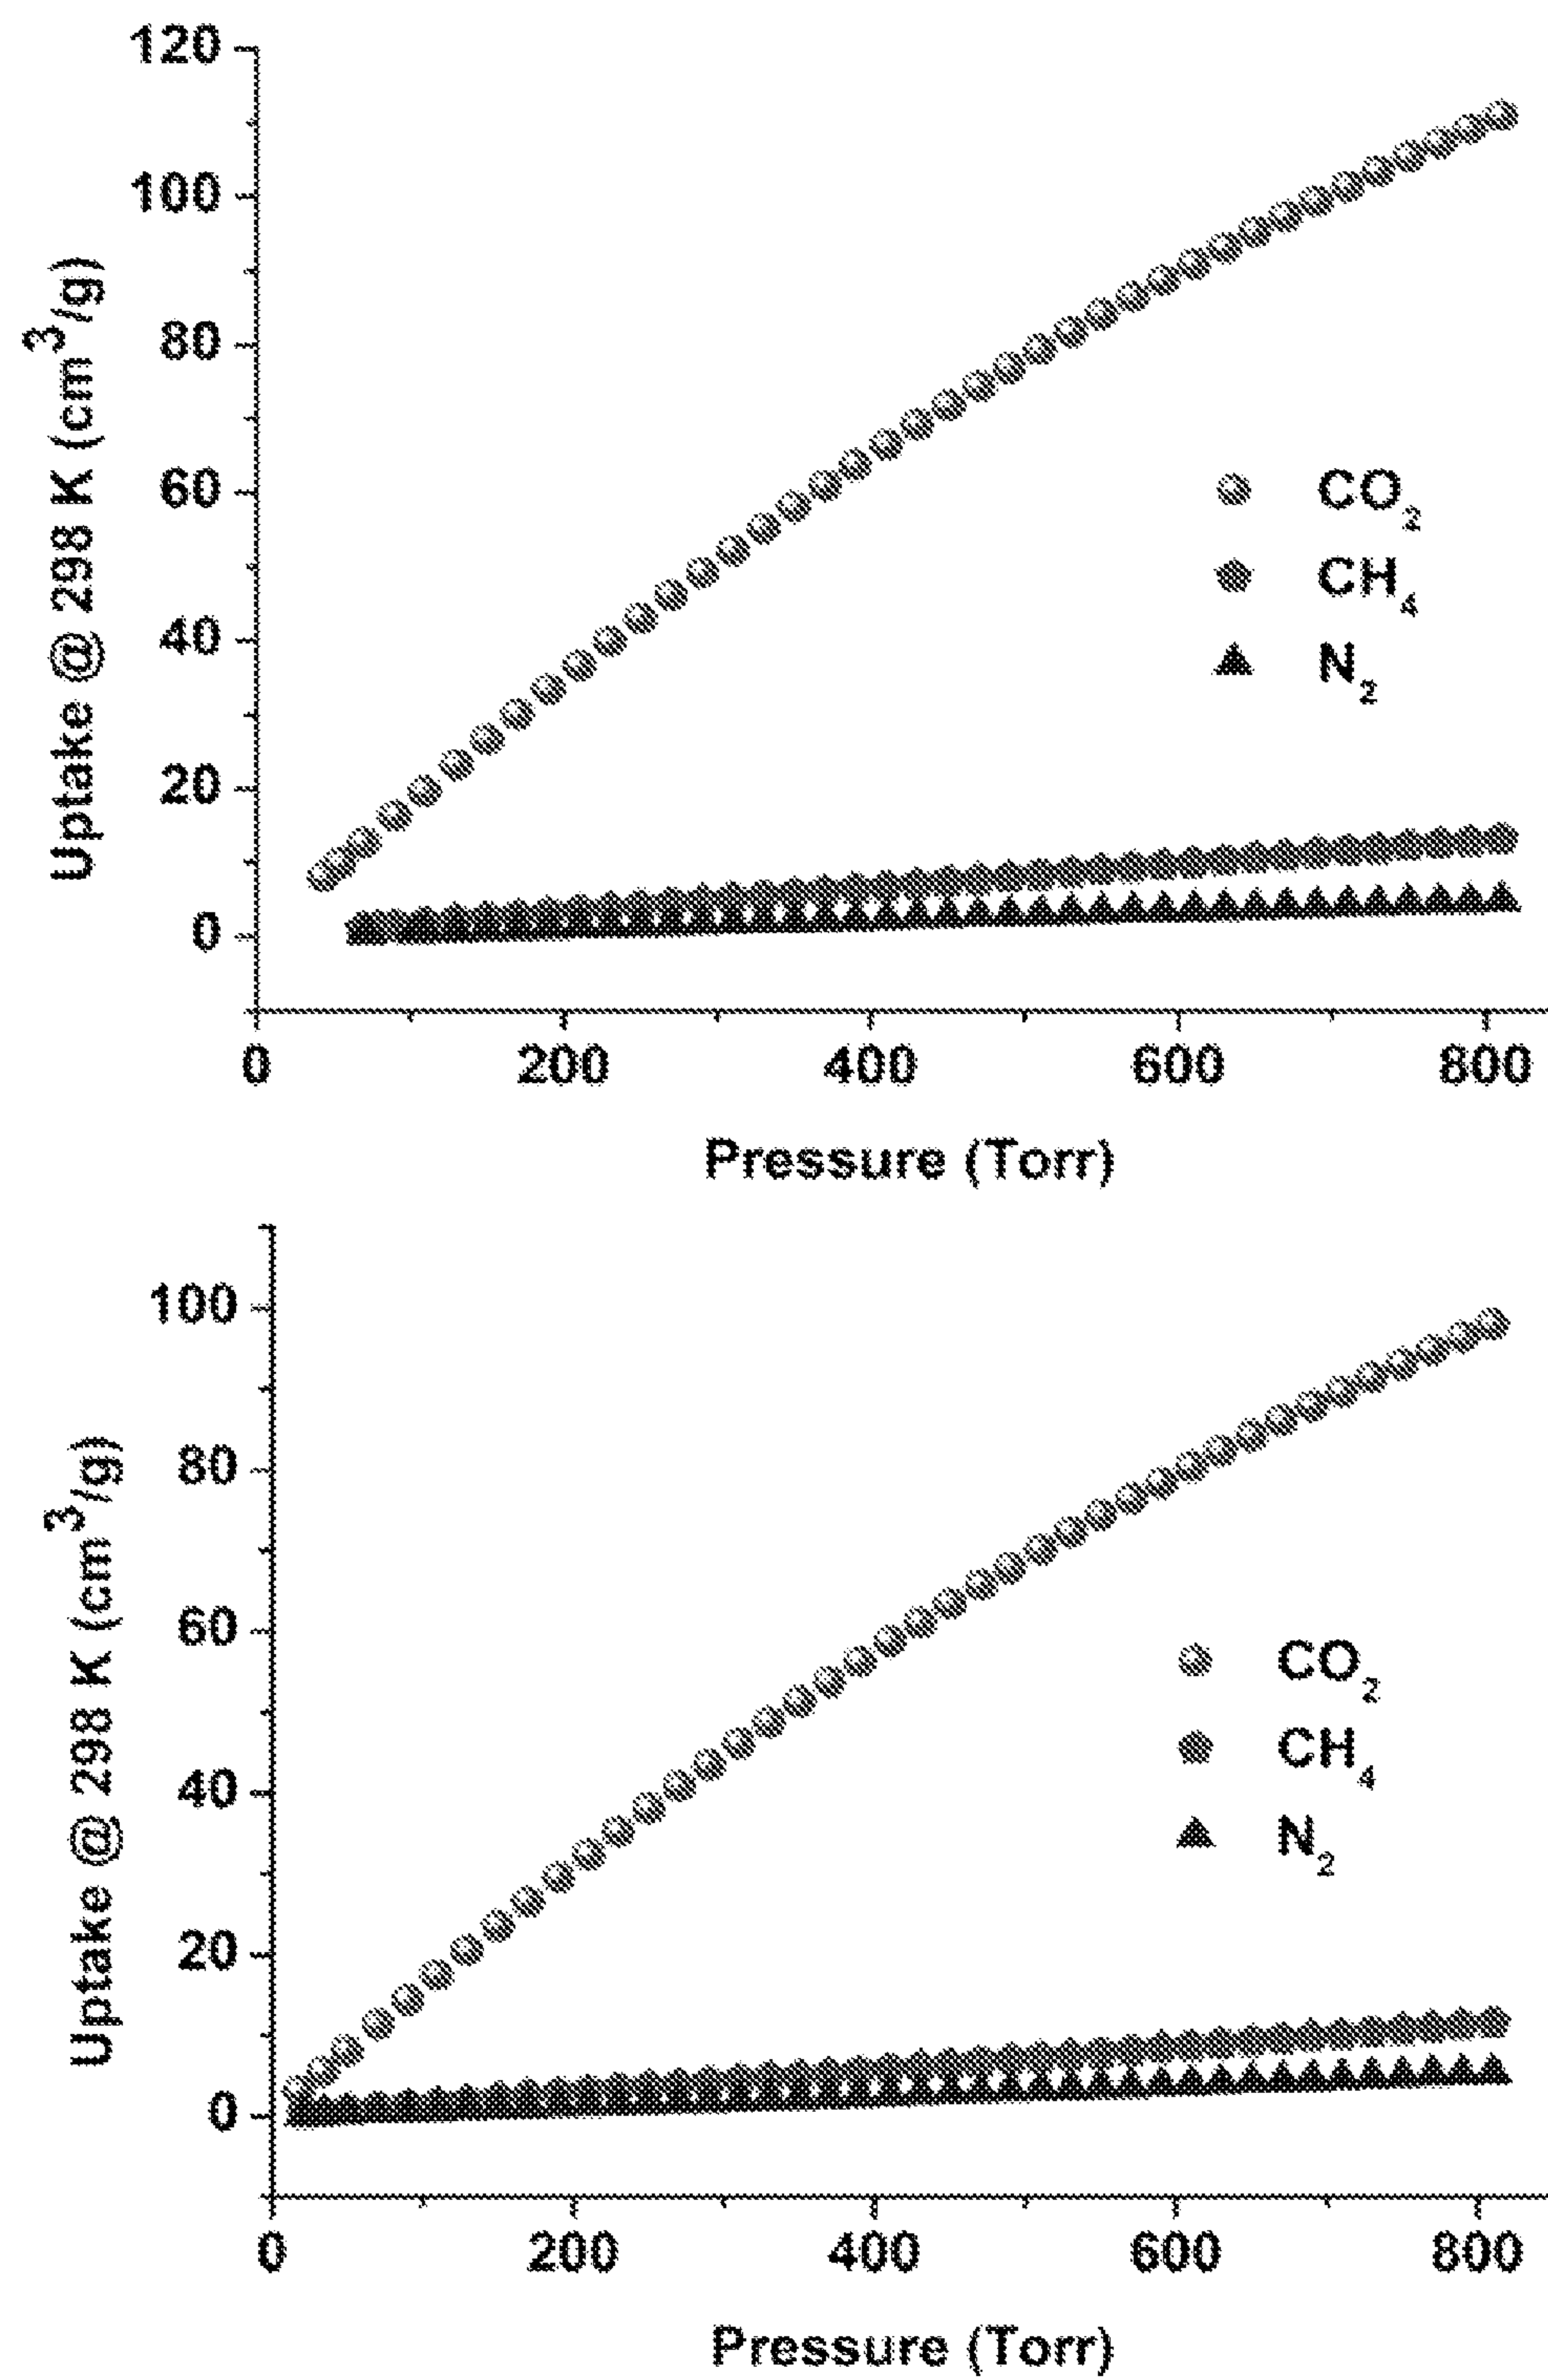 120
100
80
60
40
20
0
Uptake @ 298 K (cm³/g)
CO₂
CH₄
N₂
0 200 400 600 800
Pressure (Torr)
100
80
60
40
20
0
Uptake @ 298 K (cm³/g)
CO₂
CH₄
N₂
0 200 400 600 800
Pressure (Torr)